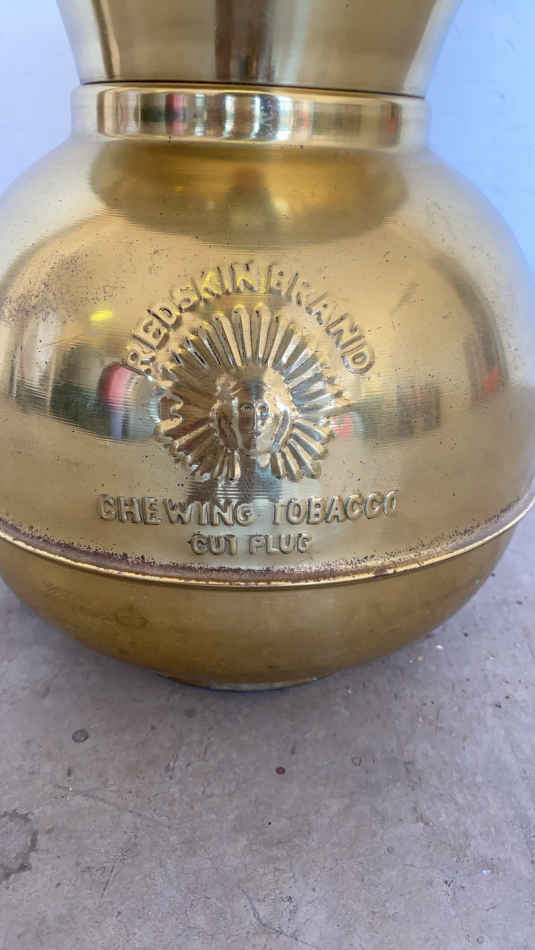 REDSKIN BRAND
CHEWING TOBACCO
CUT PLUG